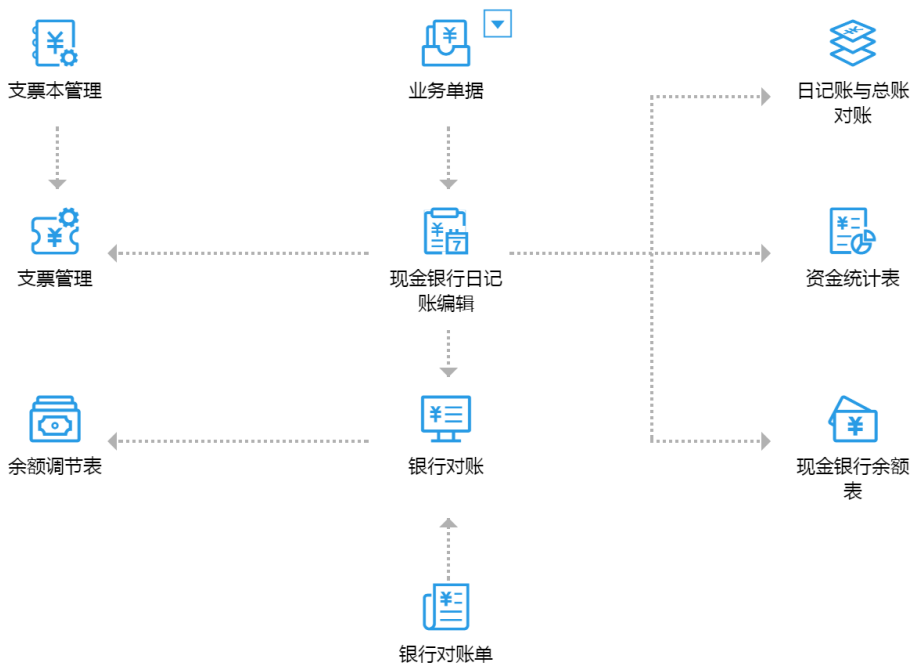 支票本管理
业务单据
日记账与总账
对账
支票管理
现金银行日记
账编辑
资金统计表
余额调节表
银行对账
现金银行余额
表
银行对账单